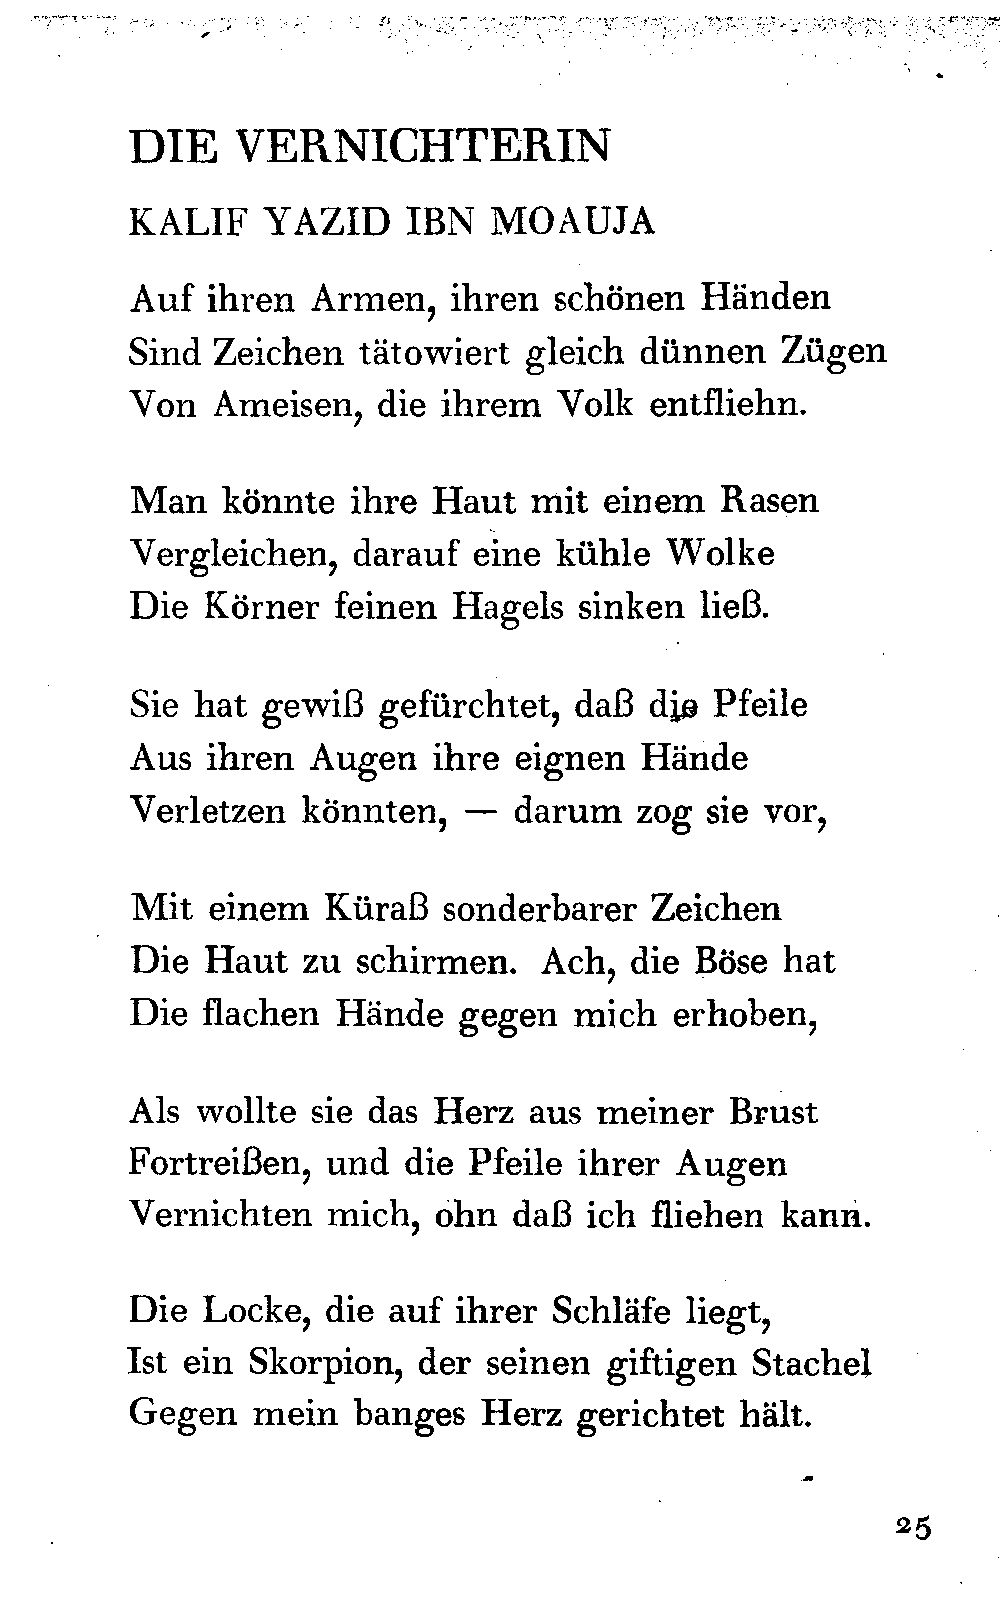 DIE VERNICHTERIN
KALIF YAZID IBN MOAUJA
Auf ihren Armen, ihren schönen Händen
Sind Zeichen tätowiert gleich dünnen Zügen
Von Ameisen, die ihrem Volk entfliehn.
Man könnte ihre Haut mit einem Rasen
Vergleichen, darauf eine kühle Wolke
Die Körner feinen Hagels sinken ließ.
Sie hat gewiß gefürchtet, daß die Pfeile
Aus ihren Augen ihre eignen Hände
Verletzen könnten, — darum zog sie vor,
Mit einem Küraß sonderbarer Zeichen
Die Haut zu schirmen. Ach, die Böse hat
Die flachen Hände gegen mich erhoben,
Als wollte sie das Herz aus meiner Brust
Fortreißen, und die Pfeile ihrer Augen
Vernichten mich, ohn daß ich fliehen kann.
Die Locke, die auf ihrer Schläfe liegt,
Ist ein Skorpion, der seinen giftigen Stachel
Gegen mein banges Herz gerichtet hält.
25